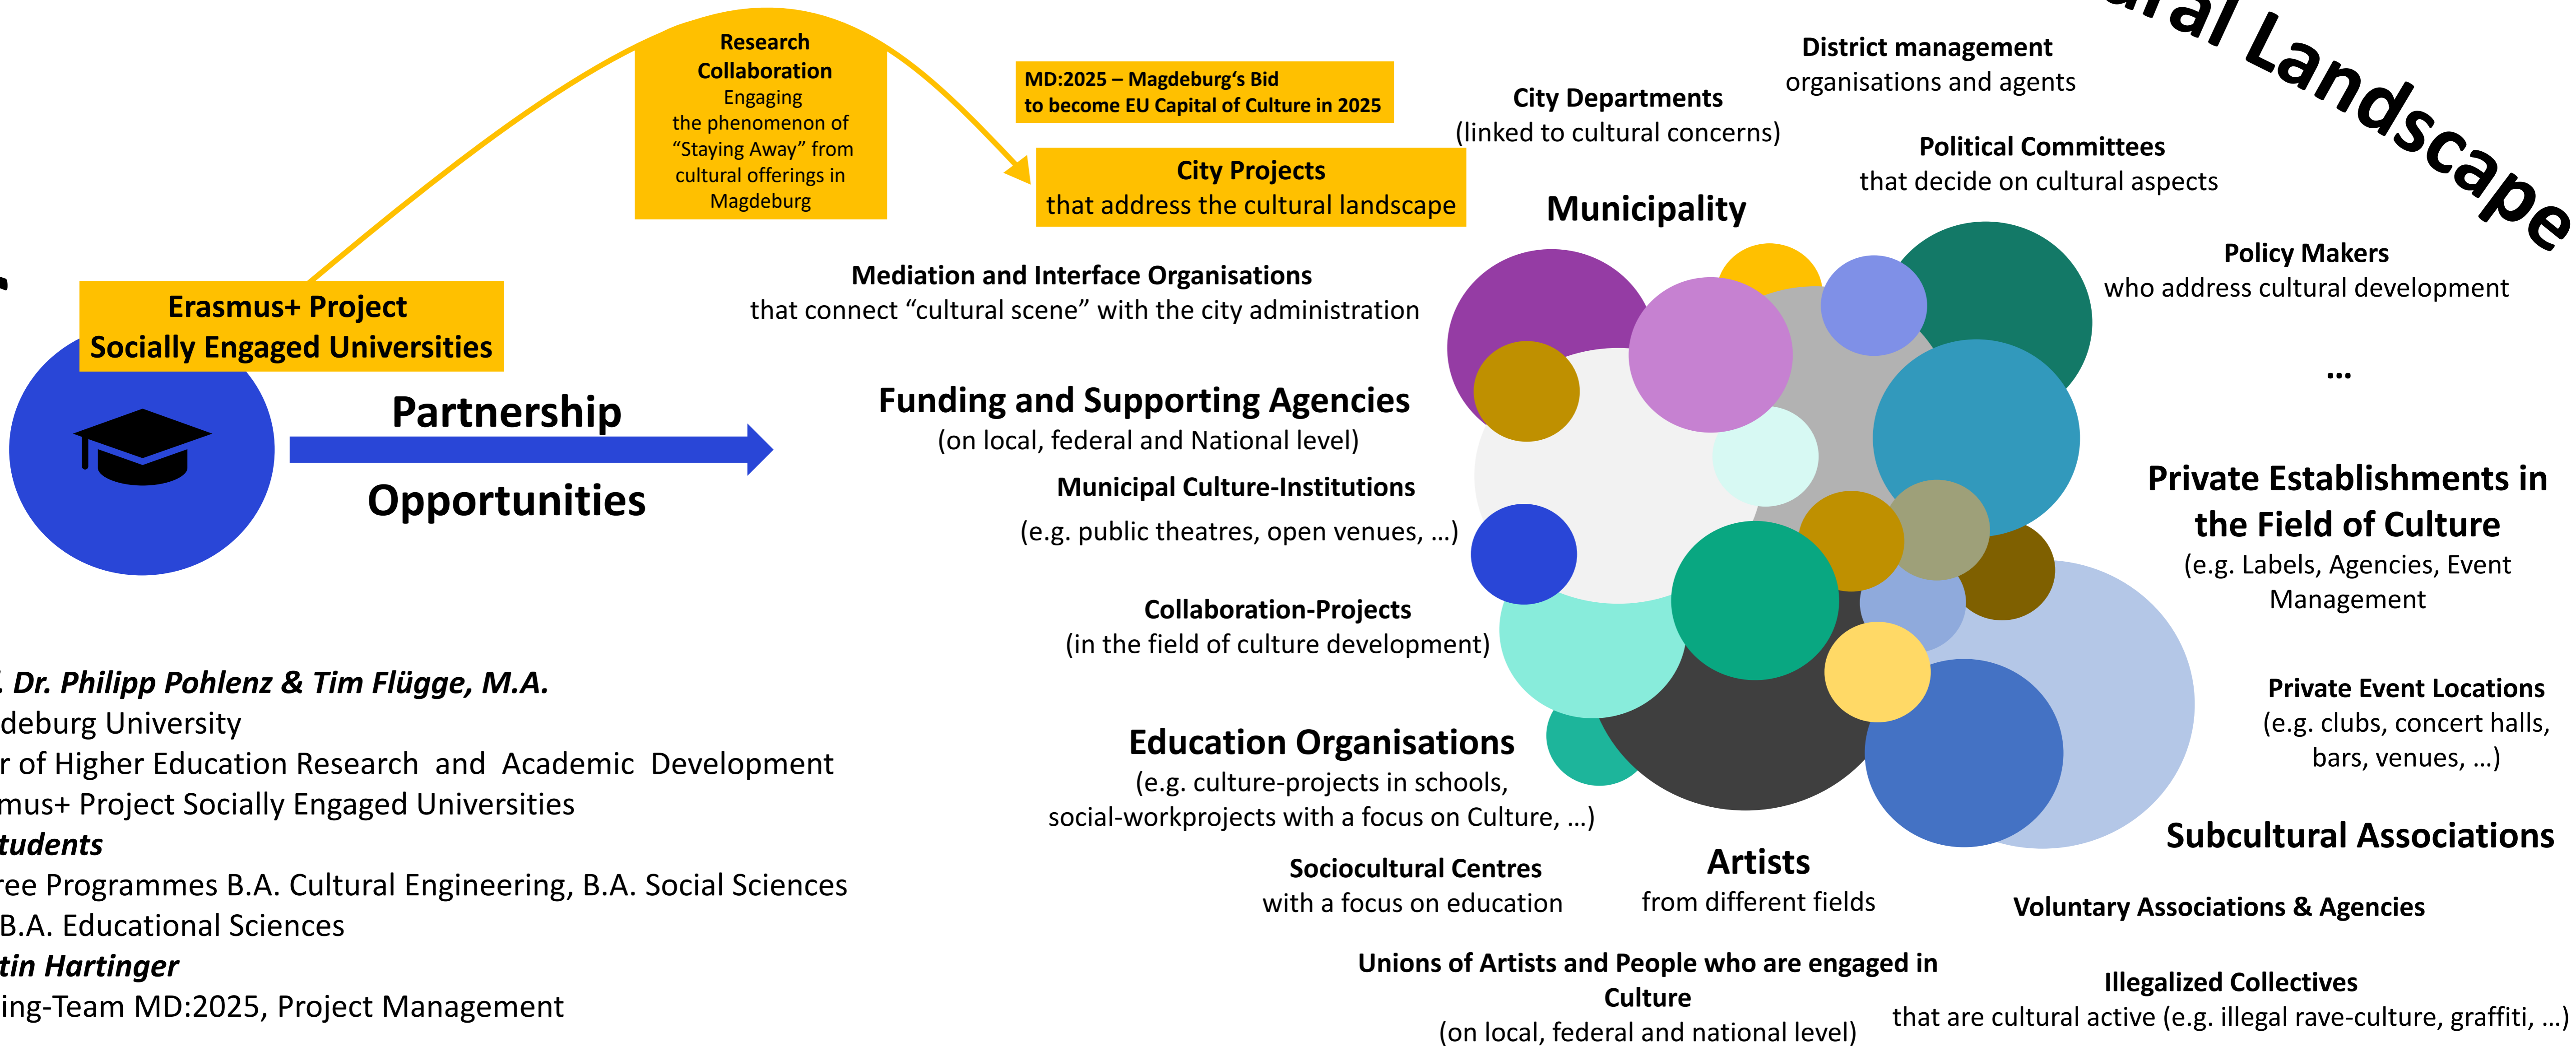 Landscape
Research
Collaboration
Engaging
the phenomenon of
“Staying Away” from
cultural offerings in
Magdeburg
MD:2025 – Magdeburg‘s Bid
to become EU Capital of Culture in 2025
City Projects
that address the cultural landscape
District management
organisations and agents
City Departments
(linked to cultural concerns)
Political Committees
that decide on cultural aspects
Municipality
Policy Makers
who address cultural development
...
Mediation and Interface Organisations
that connect “cultural scene” with the city administration
Erasmus+ Project
Socially Engaged Universities
Partnership
Opportunities
Funding and Supporting Agencies
(on local, federal and National level)
Municipal Culture-Institutions
(e.g. public theatres, open venues, ...)
Collaboration-Projects
(in the field of culture development)
Education Organisations
(e.g. culture-projects in schools,
social-workprojects with a focus on Culture, ...)
Sociocultural Centres
with a focus on education
Artists
from different fields
Unions of Artists and People who are engaged in
Culture
(on local, federal and national level)
Private Establishments in
the Field of Culture
(e.g. Labels, Agencies, Event
Management
Private Event Locations
(e.g. clubs, concert halls,
bars, venues, ...)
Subcultural Associations
Voluntary Associations & Agencies
Illegalized Collectives
that are cultural active (e.g. illegal rave-culture, graffiti, ...)
. Dr. Philipp Pohlenz & Tim Flügge, M.A.
deburg University
r of Higher Education Research and Academic Development
mus+ Project Socially Engaged Universities
tudents
ree Programmes B.A. Cultural Engineering, B.A. Social Sciences
B.A. Educational Sciences
tin Hartinger
ing-Team MD:2025, Project Management